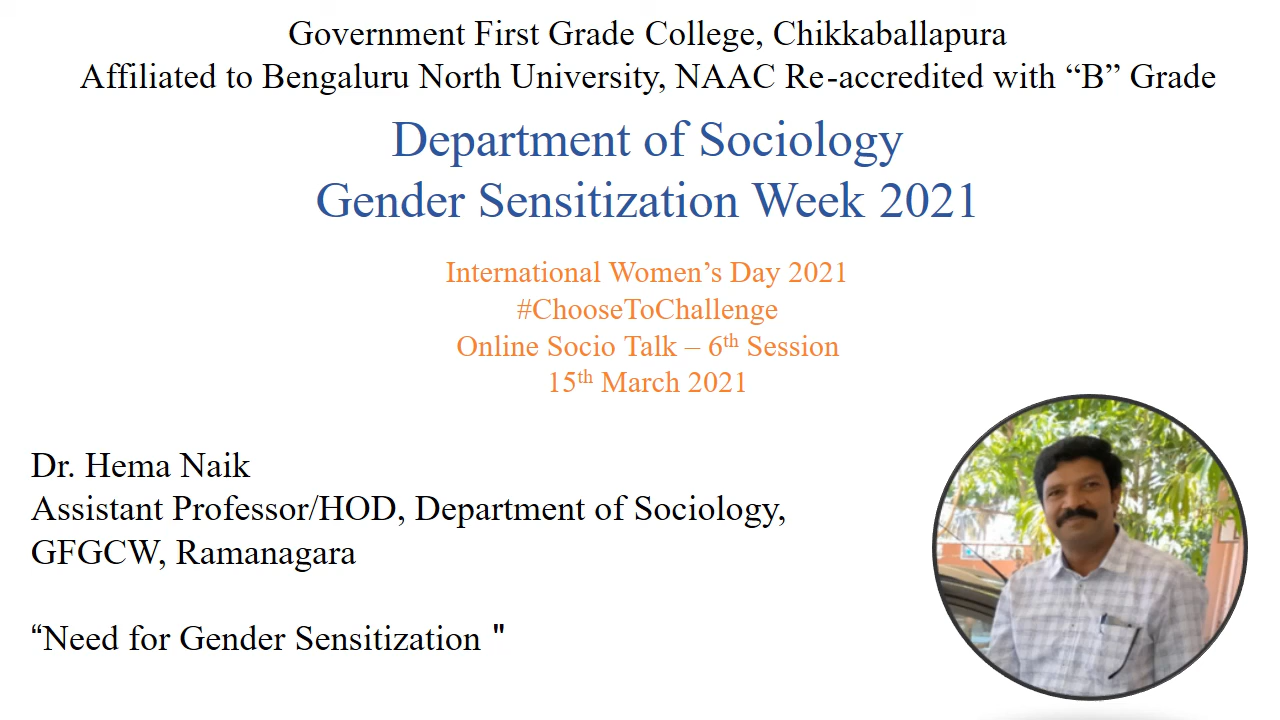 Government First Grade College, Chikkaballapura
Affiliated to Bengaluru North University, NAAC Re-accredited with “B” Grade
Department of Sociology
Gender Sensitization Week 2021
International Women’s Day 2021
#ChooseToChallenge
Online Socio Talk – 6th Session
15th March 2021
Dr. Hema Naik
Assistant Professor/HOD, Department of Sociology,
GFGCW, Ramanagara
“Need for Gender Sensitization "